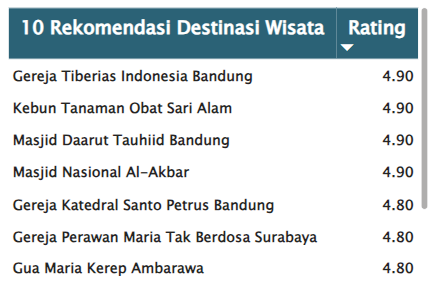 10 Rekomendasi Destinasi Wisata Rating
Gereja Tiberias Indonesia Bandung 4.90
Kebun Tanaman Obat Sari Alam 4.90
Masjid Daarut Tauhiid Bandung 4.90
Masjid Nasional Al-Akbar 4.90
Gereja Katedral Santo Petrus Bandung 4.80
Gereja Perawan Maria Tak Berdosa Surabaya 4.80
Gua Maria Kerep Ambarawa 4.80